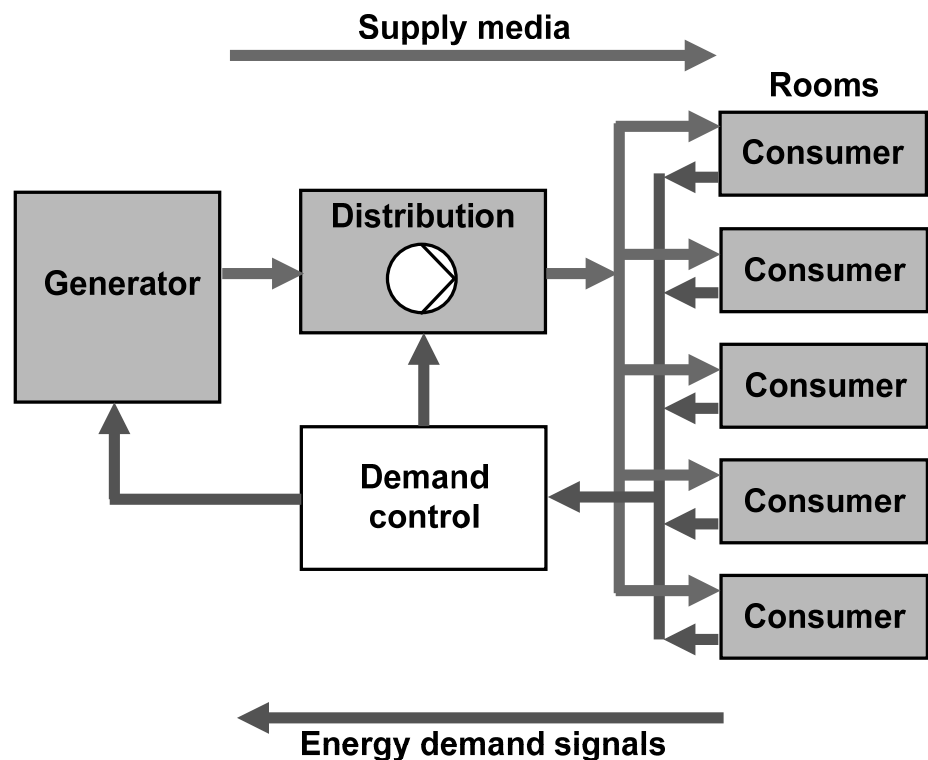 Supply media
Rooms
Consumer
Distribution
Generator
Consumer
Consumer
Demand
control
Consumer
Consumer
Energy demand signals